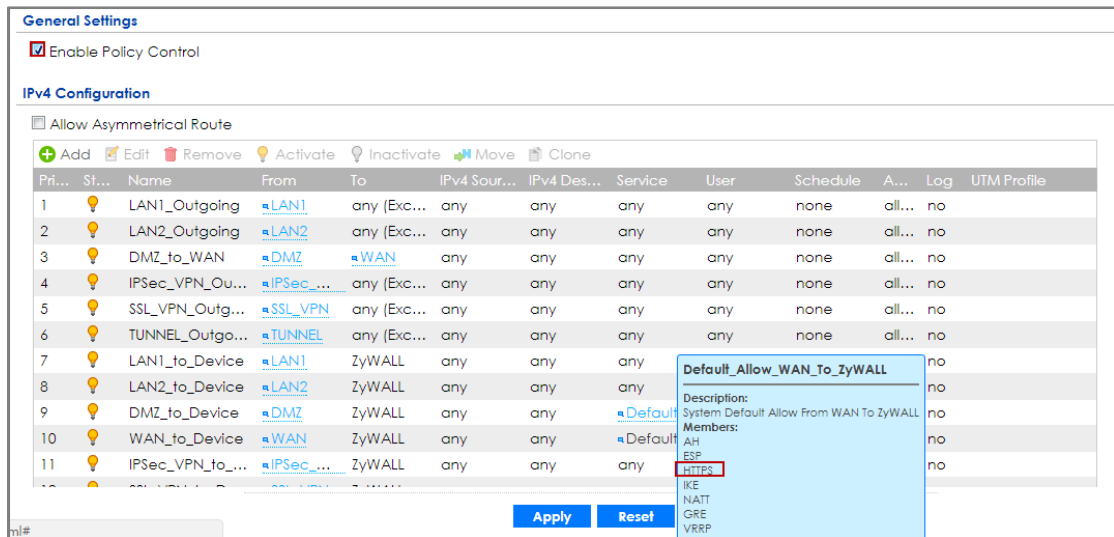 General Settings
Enable Policy Control
IPv4 Configuration
Allow Asymmetrical Route
Add Edit Remove Activate Inactivate Move Clone
Pri... St... Name From To IPv4 Sour... IPv4 Des... Service User Schedule A... Log UTM Profile
1 LAN1_Outgoing LAN1 any (Exc... any any any any none all... no
2 LAN2_Outgoing LAN2 any (Exc... any any any any none all... no
3 DMZ_to_WAN DMZ WAN any any any any none all... no
4 IPSec_VPN_Ou... IPSec_... any (Exc... any any any any none all... no
5 SSL_VPN_Outg... SSL_VPN any (Exc... any any any any none all... no
6 TUNNEL_Outgo... TUNNEL any (Exc... any any any any none all... no
7 LAN1_to_Device LAN1 ZyWALL any any any no
8 LAN2_to_Device LAN2 ZyWALL any any any no
9 DMZ_to_Device DMZ ZyWALL any any Default no
10 WAN_to_Device WAN ZyWALL any any Default no
11 IPSec_VPN_to_... IPSec_... ZyWALL any any any no
Default_Allow_WAN_To_ZyWALL
Description:
System Default Allow From WAN To ZyWALL
Members:
AH
ESP
HTTPS
IKE
NATT
GRE
VRRP
Apply Reset
ml#